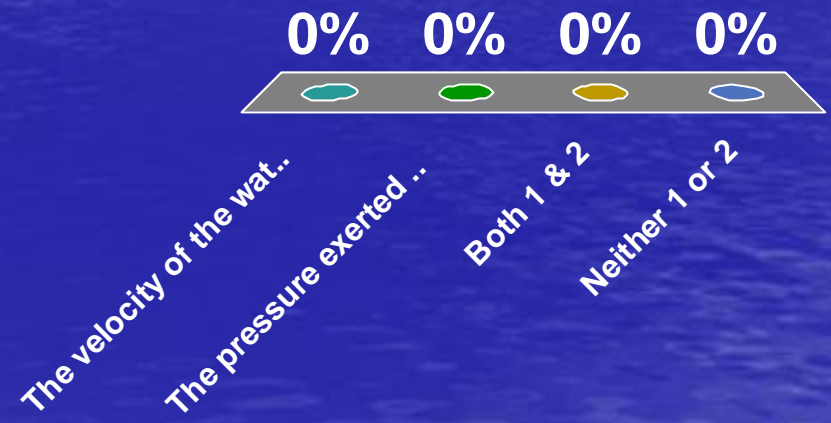 0% 0% 0% 0%
The velocity of the wat..
The pressure exerted ..
Both 1 & 2
Neither 1 or 2